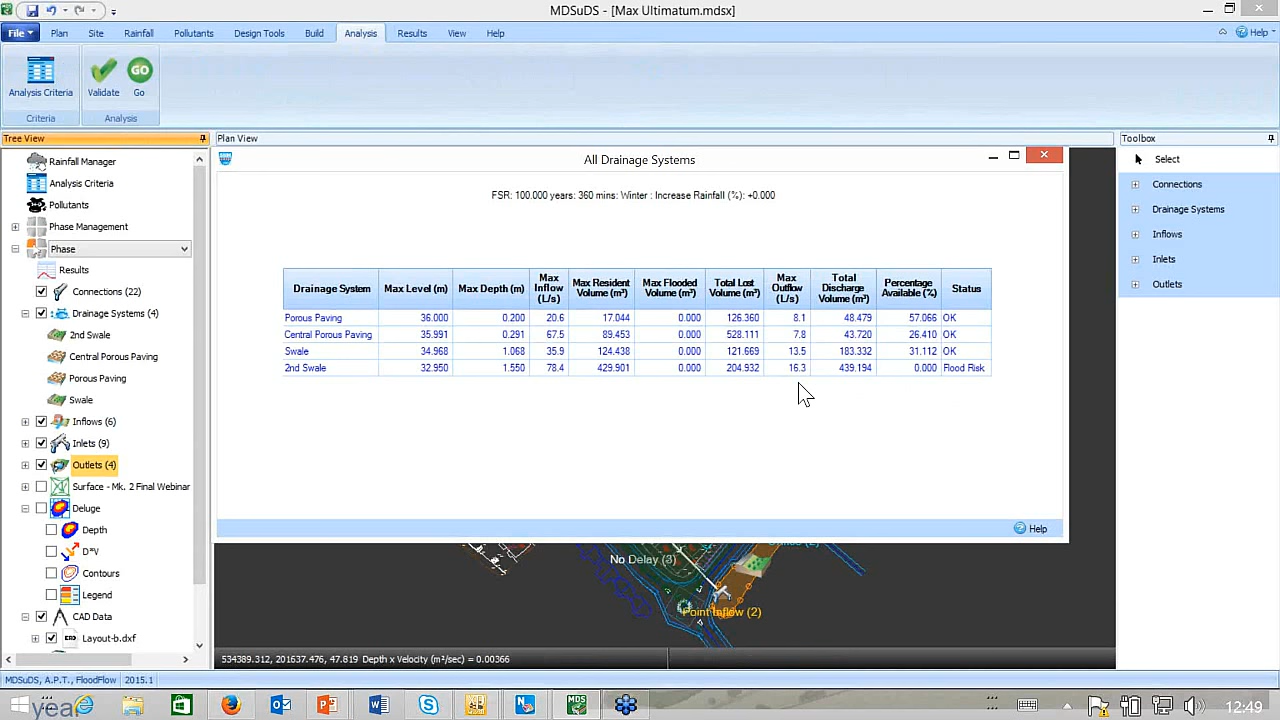 MDSuDS - [Max Ultimatum.mdsx]
File Plan Site Rainfall Pollutants Design Tools Build Analysis Results View Help
Help
Analysis Criteria Validate Go
Criteria Analysis
Tree View
Plan View
Toolbox
Rainfall Manager
Analysis Criteria
Pollutants
Phase Management
Phase
Results
Connections (22)
Drainage Systems (4)
2nd Swale
Central Porous Paving
Porous Paving
Swale
Inflows (6)
Inlets (9)
Outlets (4)
Surface - Mk. 2 Final Webinar
Deluge
Depth
D*V
Contours
Legend
CAD Data
Layout-b.dxf
All Drainage Systems
FSR: 100.000 years: 360 mins: Winter : Increase Rainfall (%): +0.000
Drainage System Max Level (m) Max Depth (m) Max Inflow (L/s) Max Resident Volume (m³) Max Flooded Volume (m³) Total Lost Volume (m³) Max Outflow (L/s) Total Discharge Volume (m³) Percentage Available (%) Status
Porous Paving 36.000 0.200 20.6 17.044 0.000 126.360 8.1 48.479 57.066 OK
Central Porous Paving 35.991 0.291 67.5 89.453 0.000 528.111 7.8 43.720 26.410 OK
Swale 34.968 1.068 35.9 124.438 0.000 121.669 13.5 183.332 31.112 OK
2nd Swale 32.950 1.550 78.4 429.901 0.000 204.932 16.3 439.194 0.000 Flood Risk
Help
No Delay (3)
Point Inflow (2)
534389.312, 201637.476, 47.819 Depth x Velocity (m²/sec) = 0.00366
Select
Connections
Drainage Systems
Inflows
Inlets
Outlets
MDSuDS, A.P.T., FloodFlow 2015.1
year
12:49